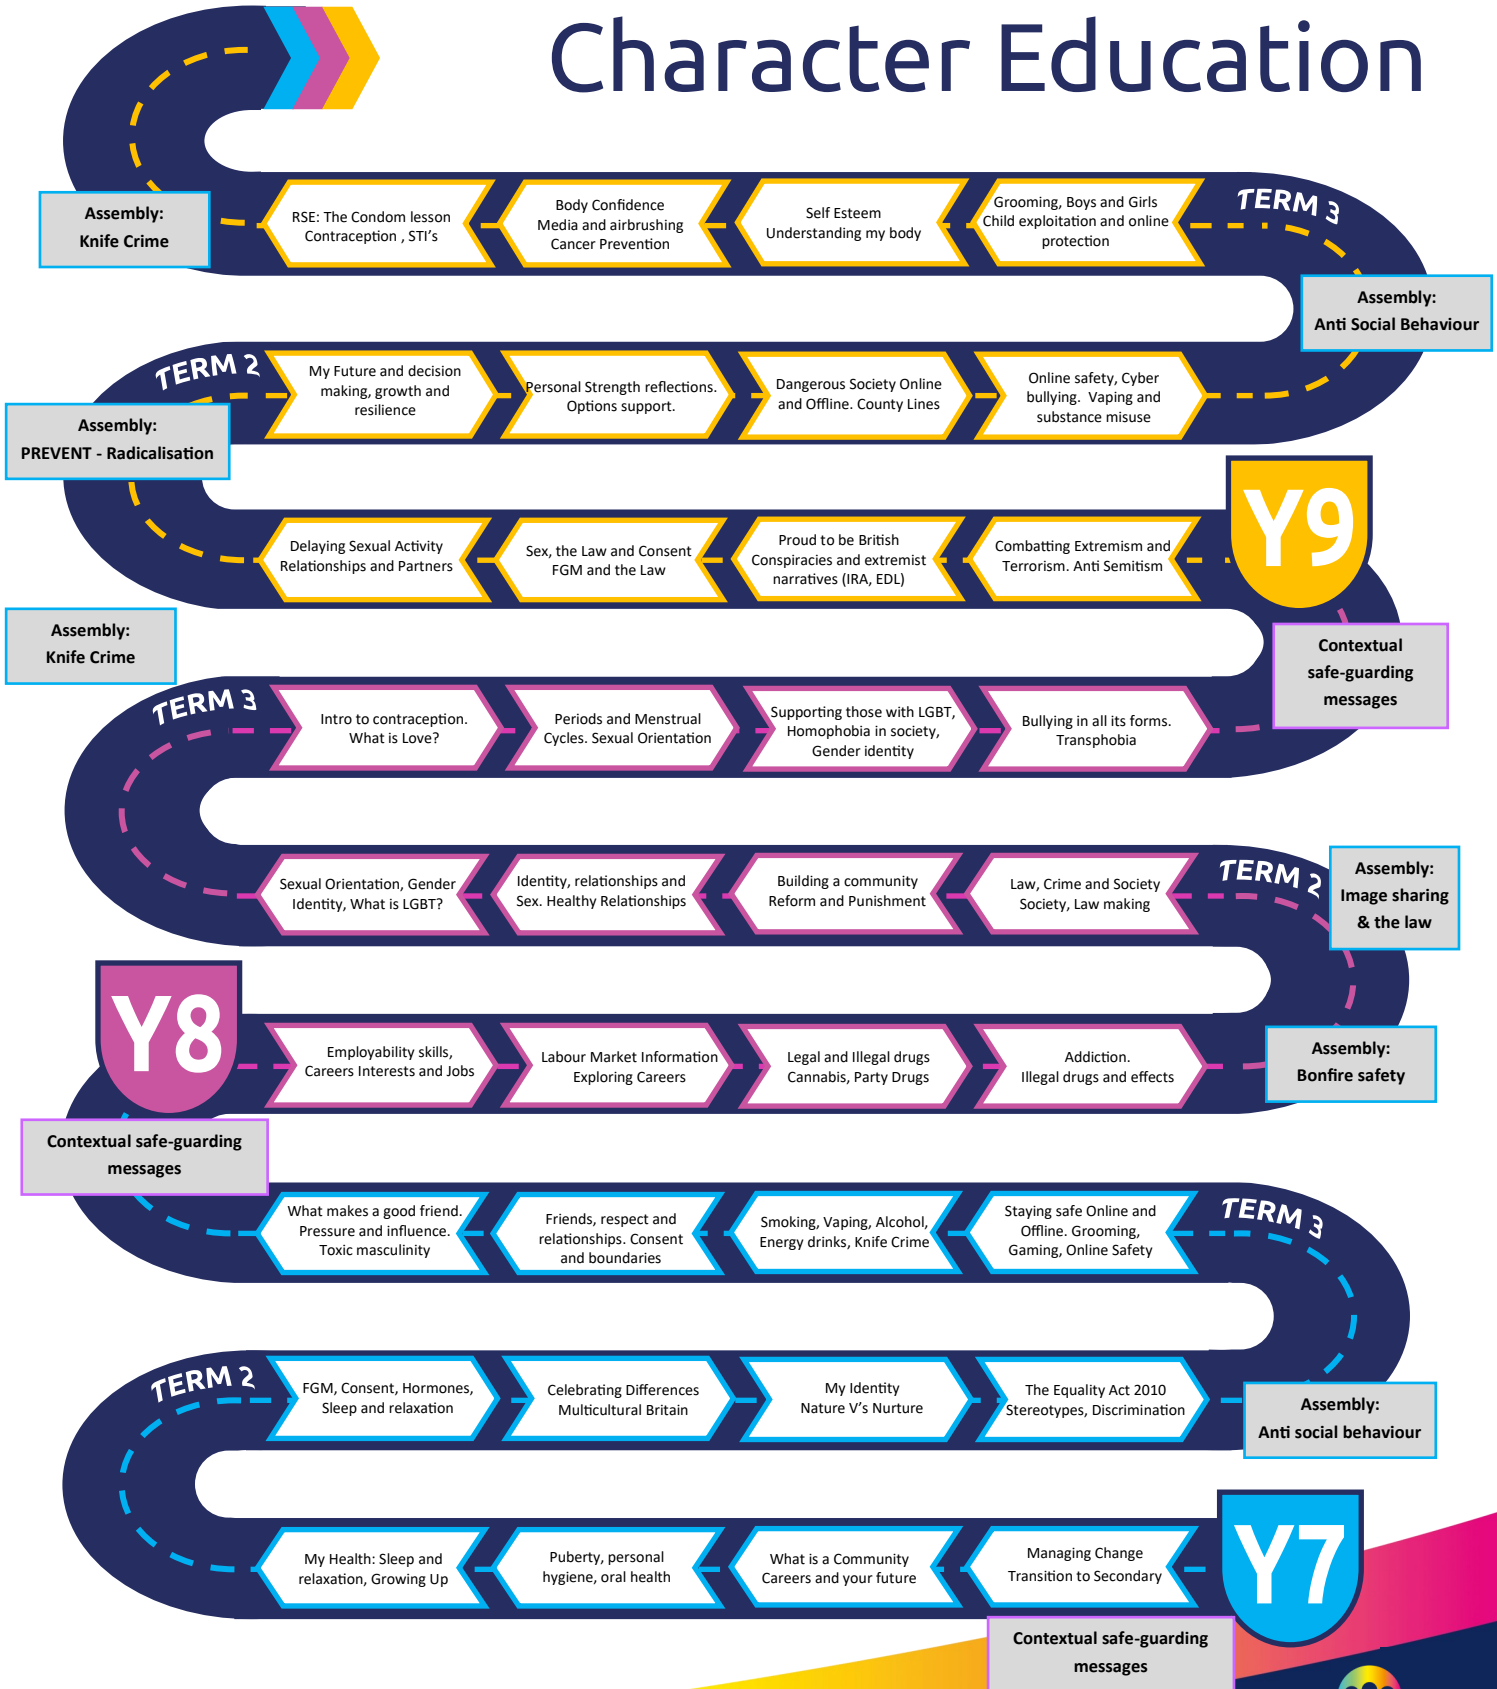 Character Education
TERM 3
Assembly:
Knife Crime
RSE: The Condom lesson
Contraception , STI's
Body Confidence
Media and airbrushing
Cancer Prevention
Self Esteem
Understanding my body
Grooming, Boys and Girls
Child exploitation and online
protection
Assembly:
Anti Social Behaviour
TERM 2
My Future and decision
making, growth and
resilience
Personal Strength reflections.
Options support.
Dangerous Society Online
and Offline. County Lines
Online safety, Cyber
bullying.  Vaping and
substance misuse
Assembly:
PREVENT - Radicalisation
Y9
Delaying Sexual Activity
Relationships and Partners
Sex, the Law and Consent
FGM and the Law
Proud to be British
Conspiracies and extremist
narratives (IRA, EDL)
Combatting Extremism and
Terrorism. Anti Semitism
Assembly:
Knife Crime
Contextual
safe-guarding
messages
TERM 3
Intro to contraception.
What is Love?
Periods and Menstrual
Cycles. Sexual Orientation
Supporting those with LGBT,
Homophobia in society,
Gender identity
Bullying in all its forms.
Transphobia
TERM 2
Sexual Orientation, Gender
Identity, What is LGBT?
Identity, relationships and
Sex. Healthy Relationships
Building a community
Reform and Punishment
Law, Crime and Society
Society, Law making
Assembly:
Image sharing
& the law
Y8
Employability skills,
Careers Interests and Jobs
Labour Market Information
Exploring Careers
Legal and Illegal drugs
Cannabis, Party Drugs
Addiction.
Illegal drugs and effects
Assembly:
Bonfire safety
Contextual safe-guarding
messages
TERM 3
What makes a good friend.
Pressure and influence.
Toxic masculinity
Friends, respect and
relationships. Consent
and boundaries
Smoking, Vaping, Alcohol,
Energy drinks, Knife Crime
Staying safe Online and
Offline. Grooming,
Gaming, Online Safety
TERM 2
FGM, Consent, Hormones,
Sleep and relaxation
Celebrating Differences
Multicultural Britain
My Identity
Nature V's Nurture
The Equality Act 2010
Stereotypes, Discrimination
Assembly:
Anti social behaviour
Y7
My Health: Sleep and
relaxation, Growing Up
Puberty, personal
hygiene, oral health
What is a Community
Careers and your future
Managing Change
Transition to Secondary
Contextual safe-guarding
messages